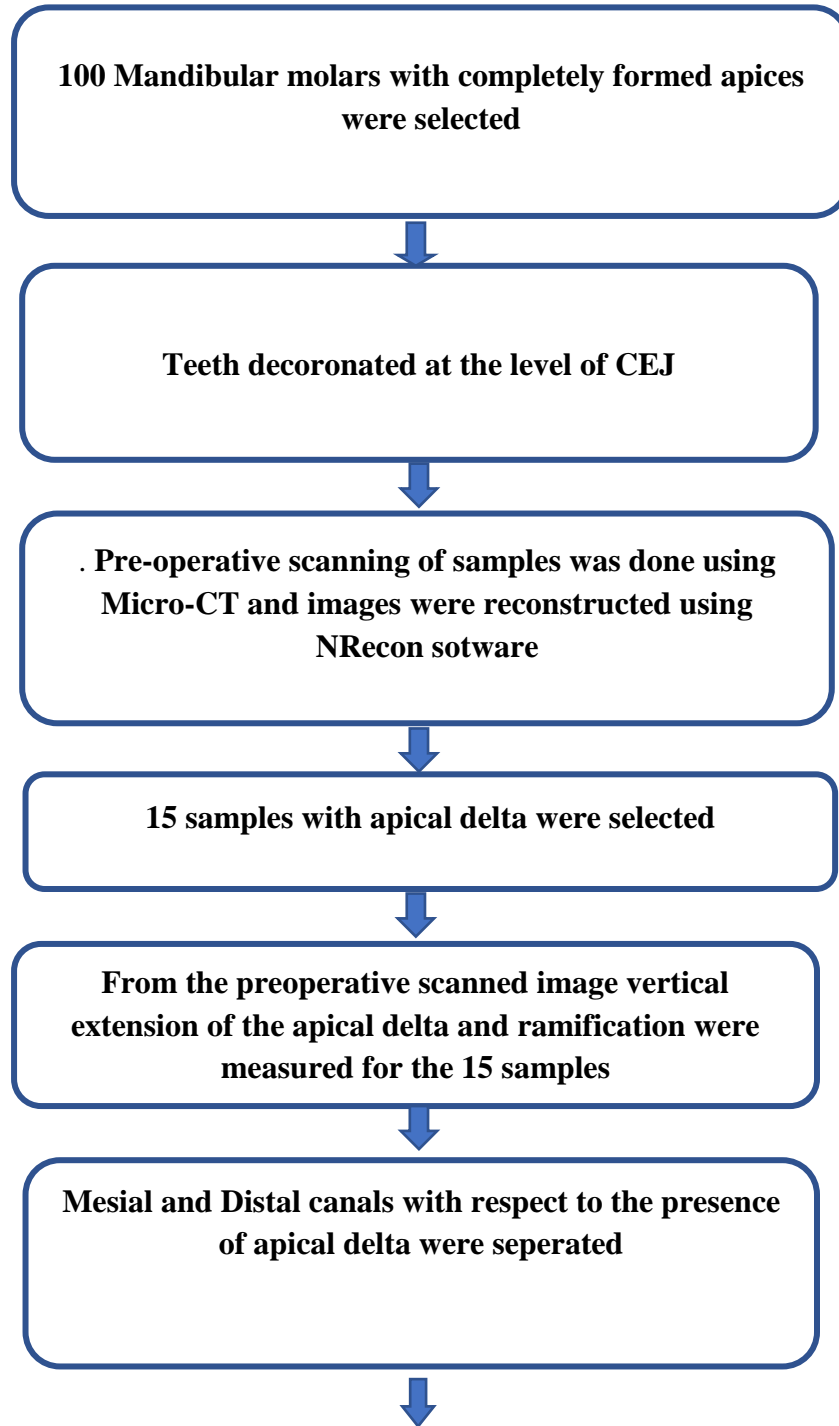 100 Mandibular molars with completely formed apices
were selected
Teeth decoronated at the level of CEJ
. Pre-operative scanning of samples was done using
Micro-CT and images were reconstructed using
NRecon sotware
15 samples with apical delta were selected
From the preoperative scanned image vertical
extension of the apical delta and ramification were
measured for the 15 samples
Mesial and Distal canals with respect to the presence
of apical delta were seperated